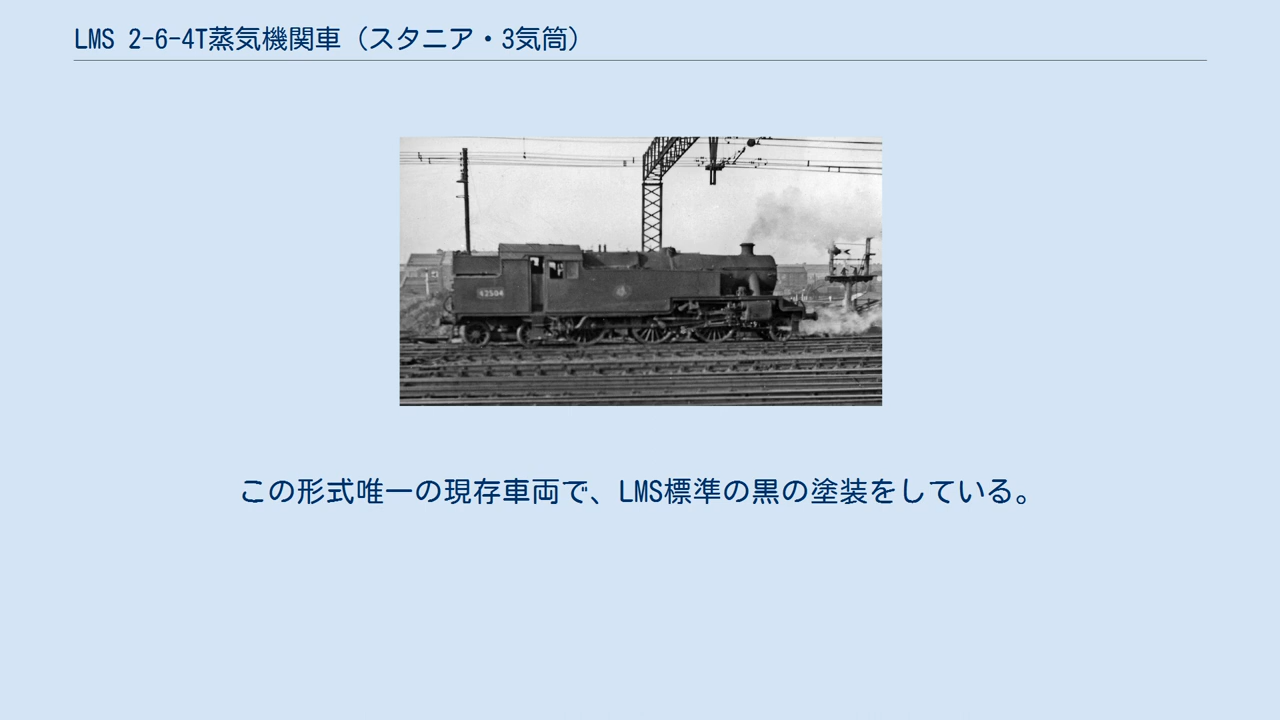 LMS 2-6-4T蒸気機関車（スタニア・3気筒）
42504
この形式唯一の現存車両で、LMS標準の黒の塗装をしている。